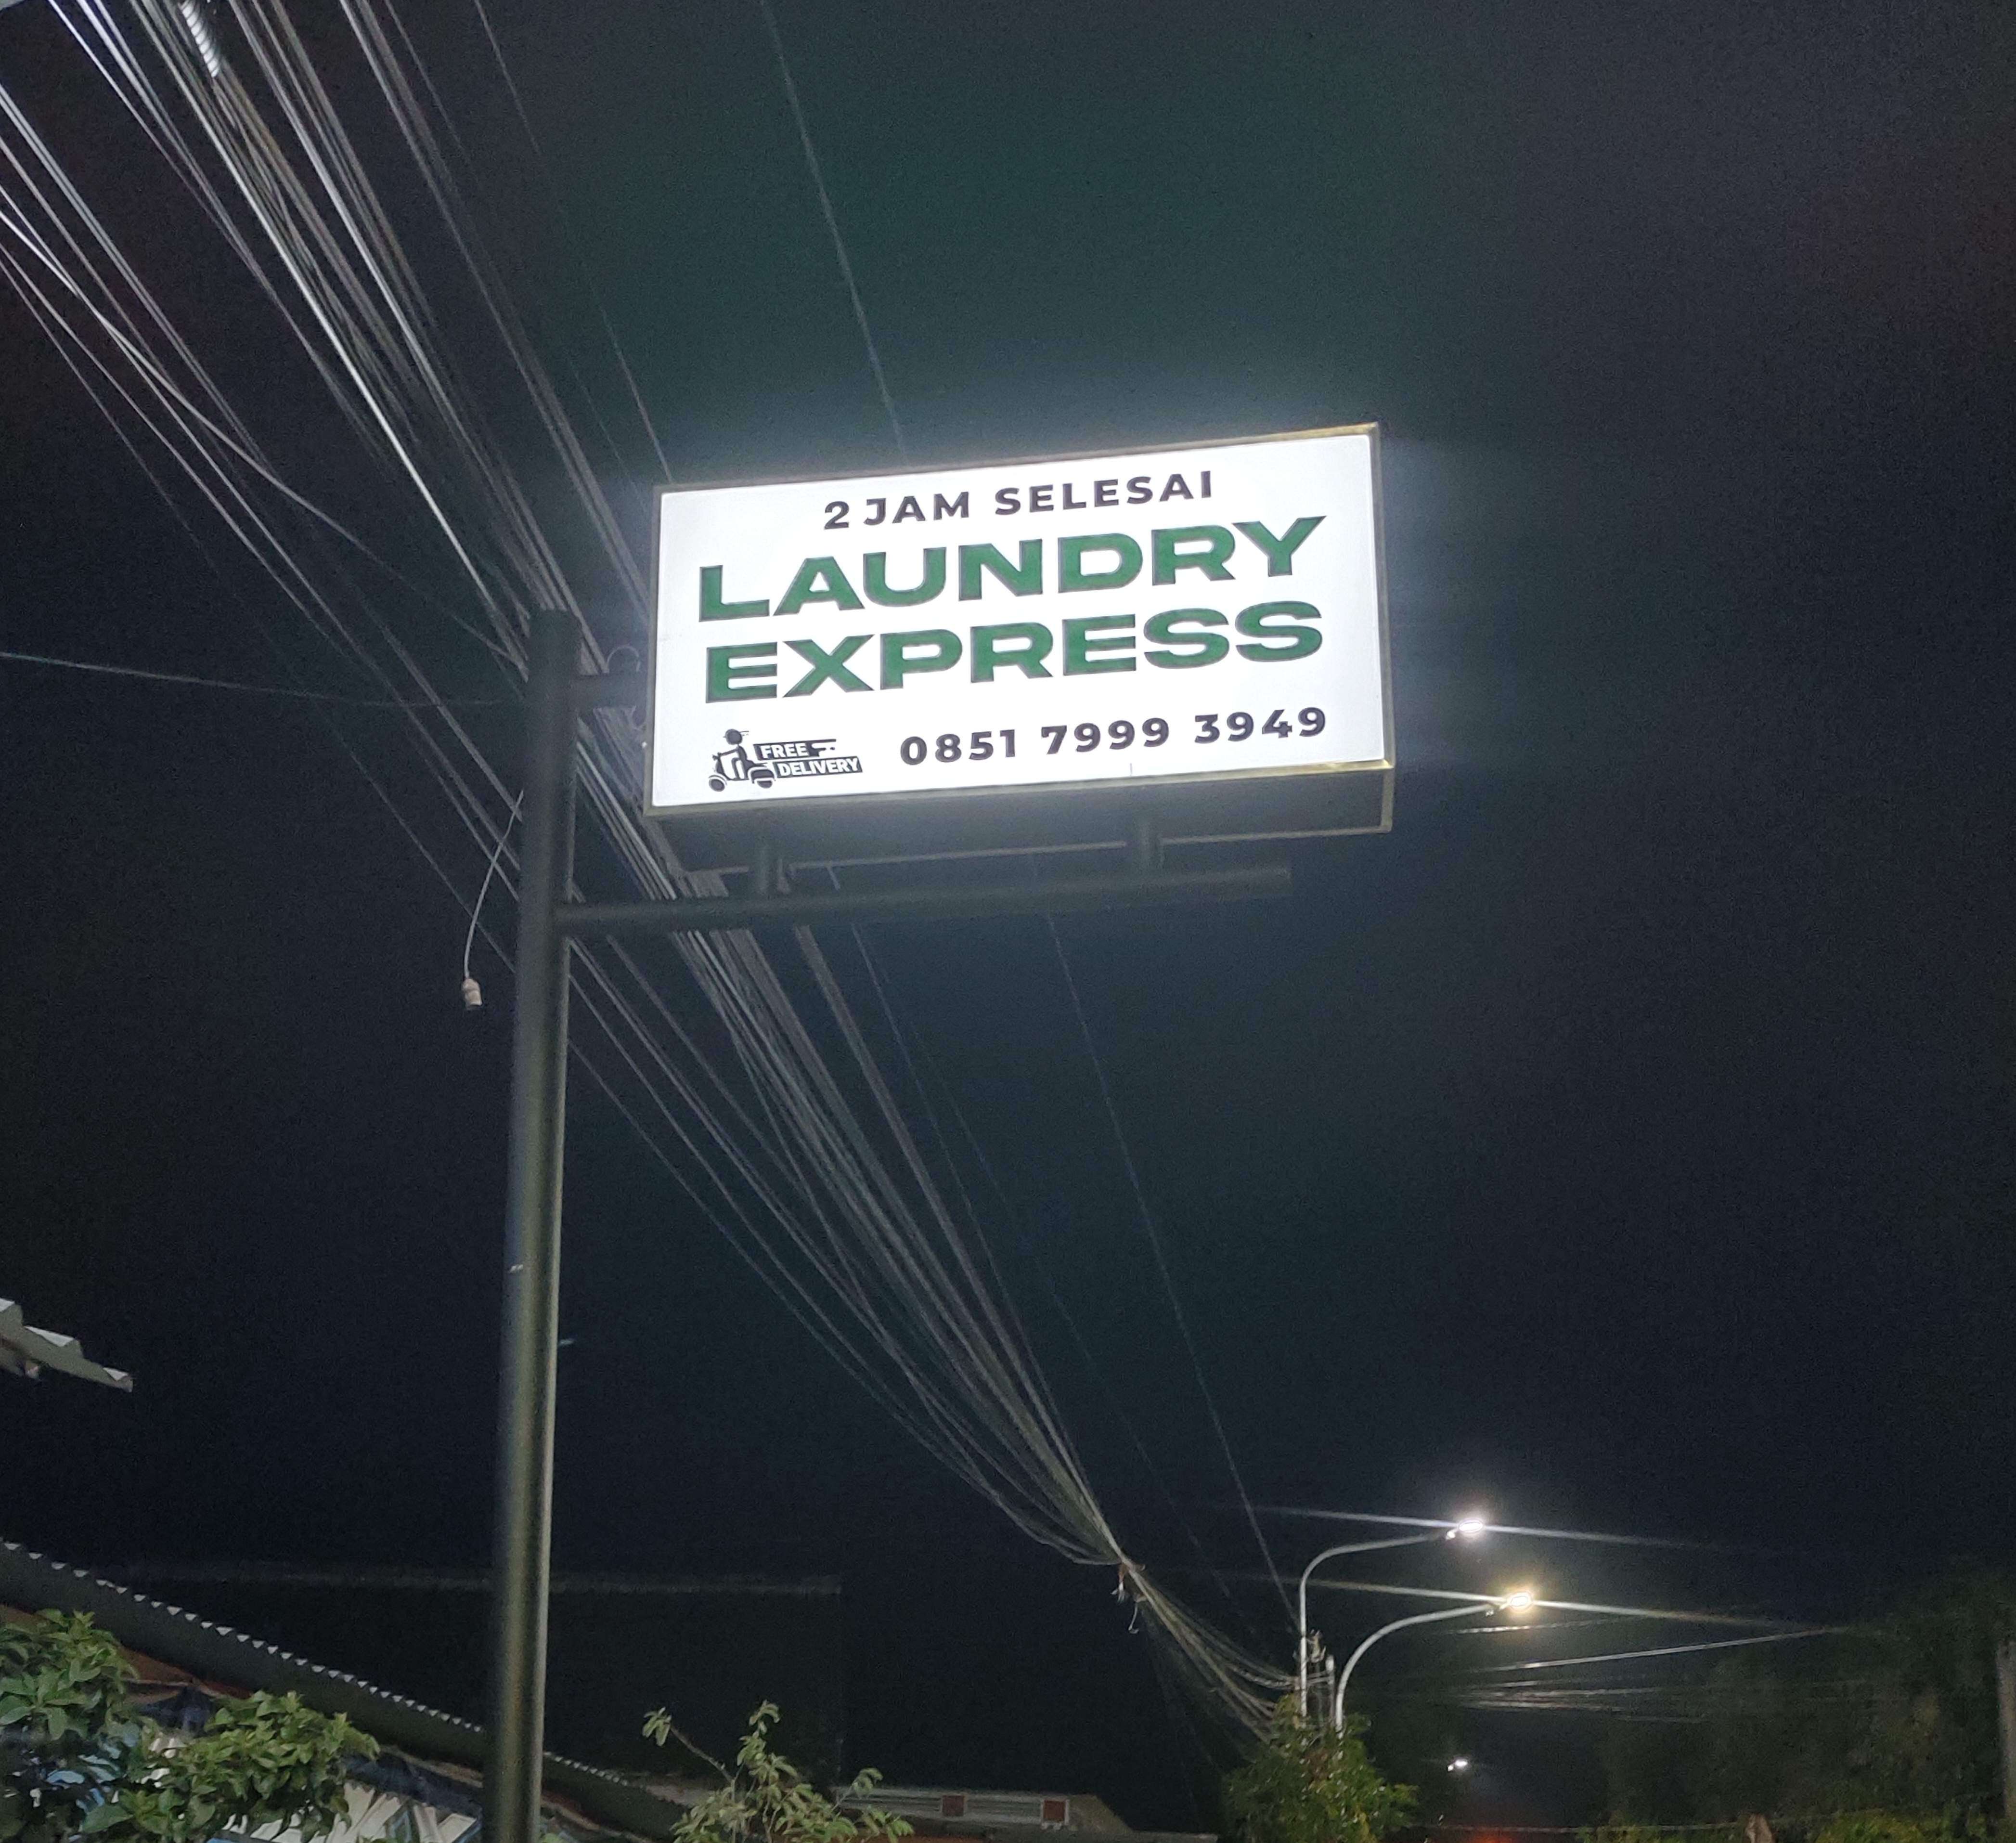 2 JAM SELESAI
LAUNDRY
EXPRESS
FREE
DELIVERY
0851 7999 3949